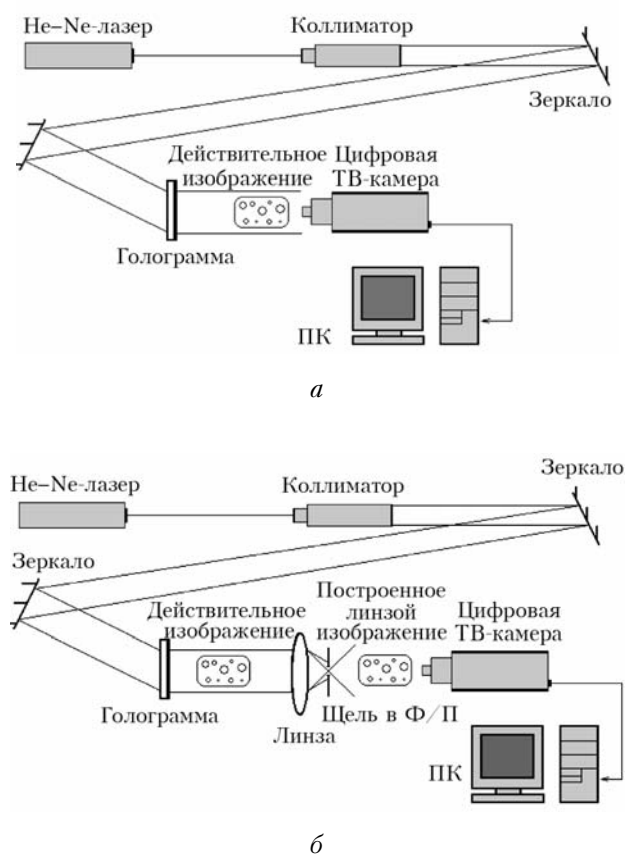 He–Ne-лазер
Коллиматор
Зеркало
Действительное
изображение
Цифровая
ТВ-камера
Голограмма
ПК
а
Зеркало
He–Ne-лазер
Коллиматор
Зеркало
Действительное
изображение
Построенное
линзой
изображение
Цифровая
ТВ-камера
Голограмма
Линза
Щель в Ф/П
ПК
б